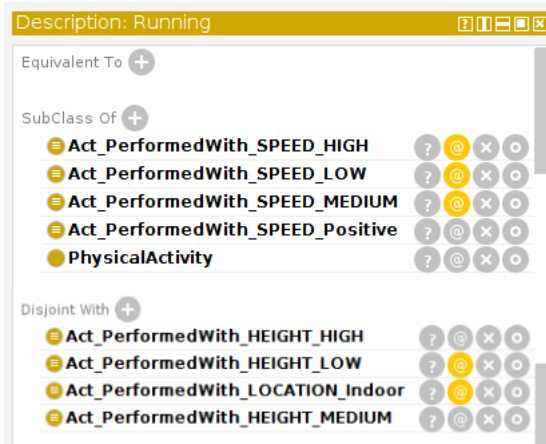 Description: Running
Equivalent To
SubClass Of
Act_PerformedWith_SPEED_HIGH
Act_PerformedWith_SPEED_LOW
Act_PerformedWith_SPEED_MEDIUM
Act_PerformedWith_SPEED_Positive
PhysicalActivity
Disjoint With
Act_PerformedWith_HEIGHT_HIGH
Act_PerformedWith_HEIGHT_LOW
Act_PerformedWith_LOCATION_Indoor
Act_PerformedWith_HEIGHT_MEDIUM